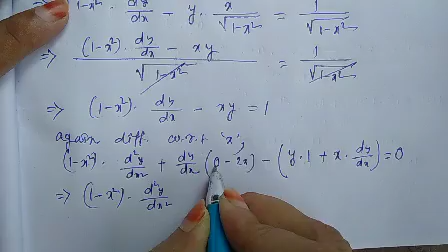 √1-x² · dy/dx - y · x/√1-x² = 1/√1-x²
⇒ ((1-x²) dy/dx - xy)/√1-x² = 1/√1-x²
⇒ (1-x²) · dy/dx - xy = 1
again diff w.r.t 'x',
(1-x²) · d²y/dx² + dy/dx (0 - 2x) - (y·1 + x · dy/dx) = 0
⇒ (1-x²) · d²y/dx²